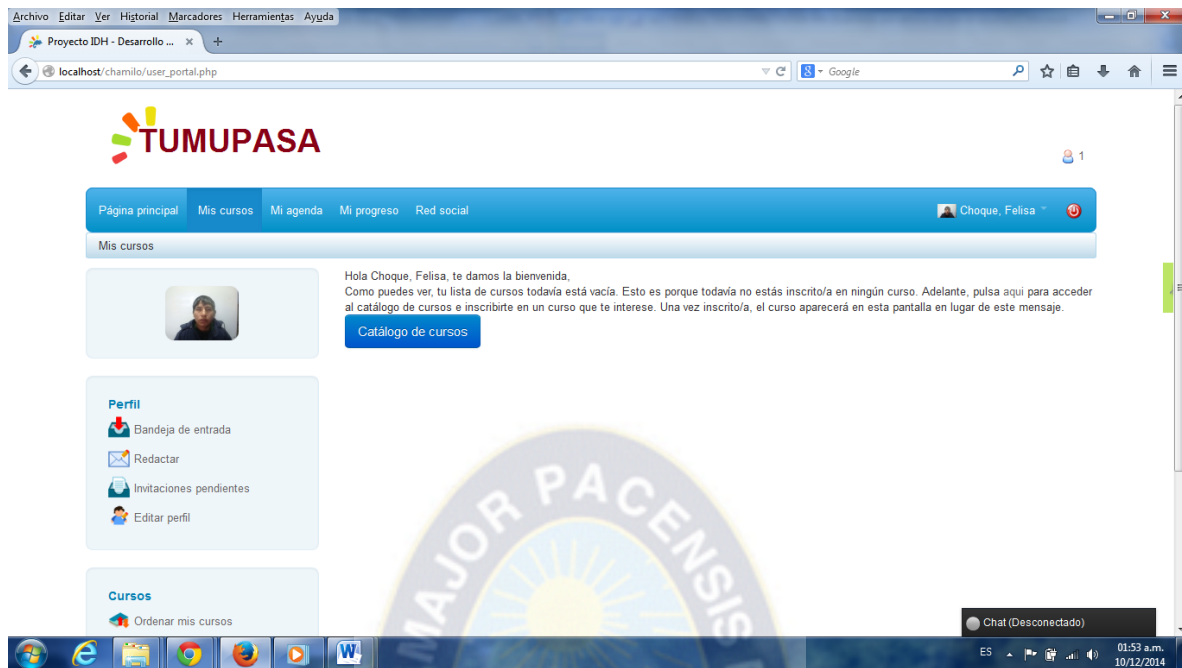 Archivo Editar Ver Historial Marcadores Herramientas Ayuda
Proyecto IDH - Desarrollo ... × +
localhost/chamilo/user_portal.php
8 Google
TUMUPASA
1
Página principal Mis cursos Mi agenda Mi progreso Red social Choque, Felisa
Mis cursos
Hola Choque, Felisa, te damos la bienvenida,
Como puedes ver, tu lista de cursos todavía está vacía. Esto es porque todavía no estás inscrito/a en ningún curso. Adelante, pulsa aqui para acceder
al catálogo de cursos e inscribirte en un curso que te interese. Una vez inscrito/a, el curso aparecerá en esta pantalla en lugar de este mensaje.
Catálogo de cursos
Perfil
Bandeja de entrada
Redactar
Invitaciones pendientes
Editar perfil
Cursos
Ordenar mis cursos
MAJOR PACENSIS
Chat (Desconectado)
ES 01:53 a.m.
10/12/2014